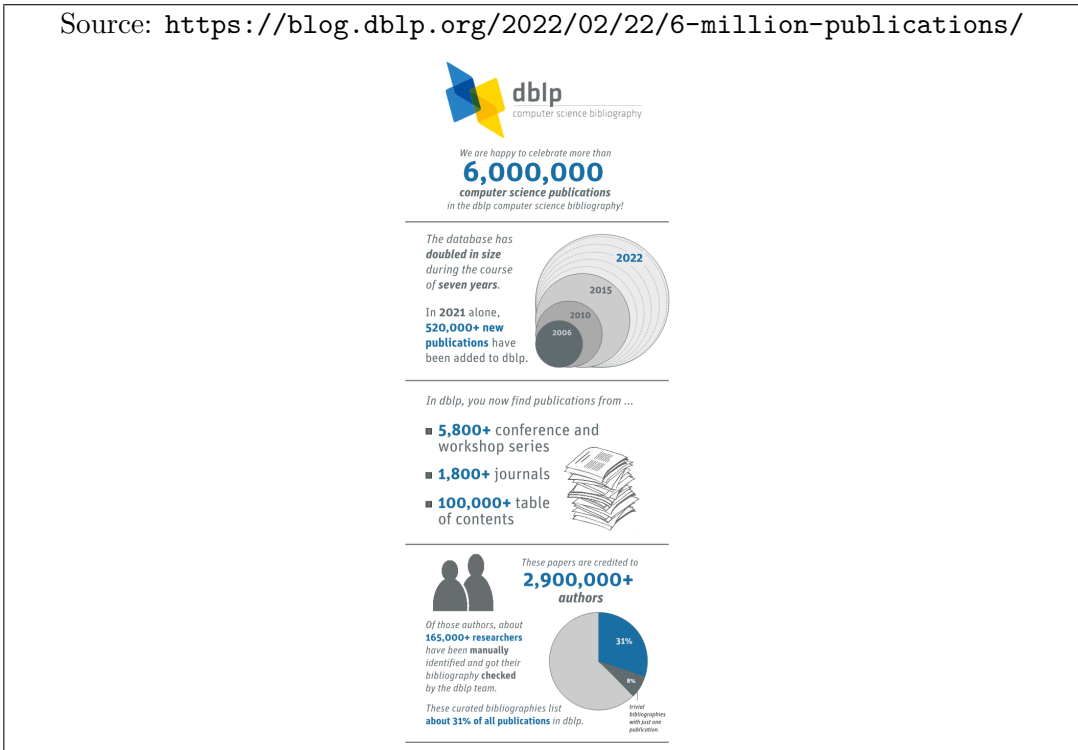 Source: https://blog.dblp.org/2022/02/22/6-million-publications/
dblp
computer science bibliography
We are happy to celebrate more than
6,000,000
computer science publications
in the dblp computer science bibliography!
The database has
doubled in size
during the course
of seven years.
In 2021 alone,
520,000+ new
publications have
been added to dblp.
2022
2015
2010
2006
In dblp, you now find publications from ...
5,800+ conference and
workshop series
1,800+ journals
100,000+ table
of contents
These papers are credited to
2,900,000+
authors
Of those authors, about
165,000+ researchers
have been manually
identified and got their
bibliography checked
by the dblp team.
These curated bibliographies list
about 31% of all publications in dblp.
31%
8%
trivial
bibliographies
with just one
publication.